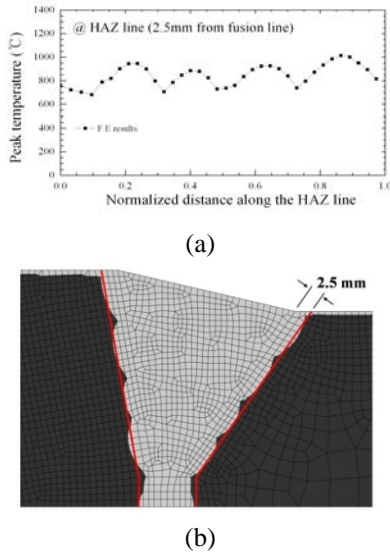 @ HAZ line (2.5mm from fusion line)
Peak temperature (℃)
1400
1200
1000
800
600
400
200
0
F.E results
0.0 0.2 0.4 0.6 0.8 1.0
Normalized distance along the HAZ line
(a)
2.5 mm
(b)